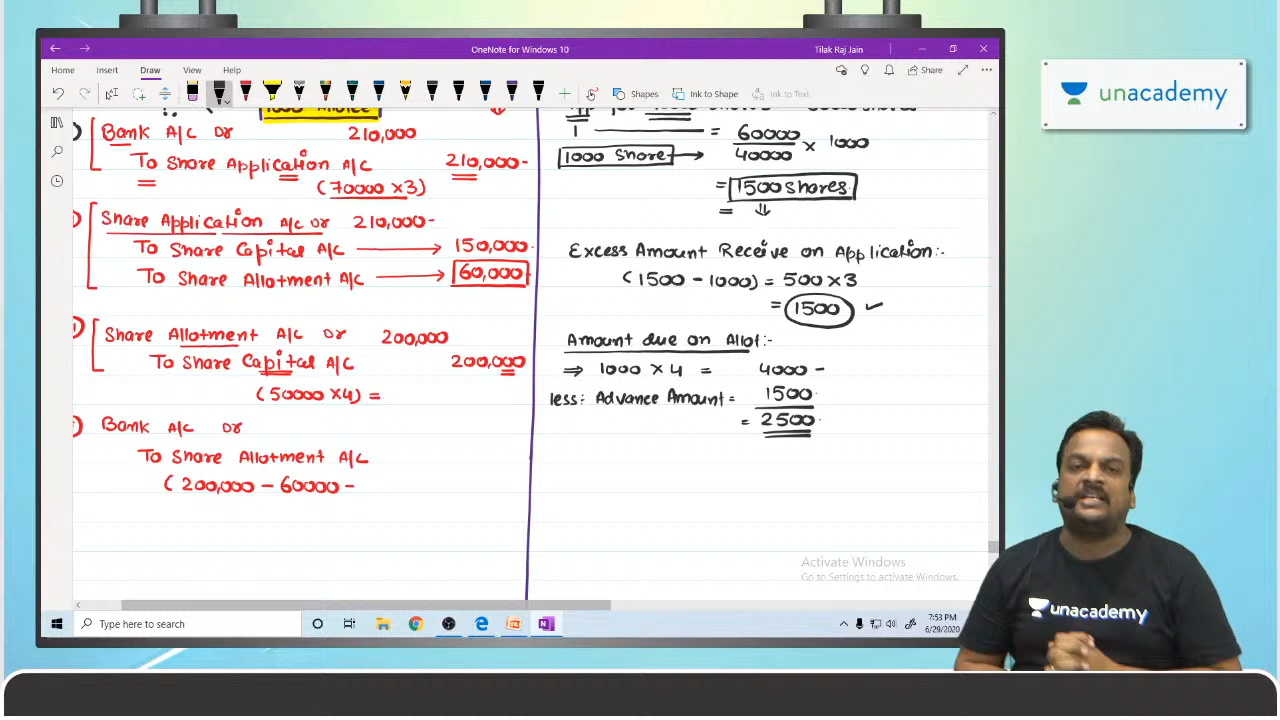 OneNote for Windows 10
Tilak Raj Jain
Home Insert Draw View Help
Share
Shapes
Ink to Shape
Ink to Text
Bank A/C Dr 210,000
To Share Application A/C 210,000-
(70000 x 3)
Share Application A/C Dr 210,000-
To Share Capital A/C → 150,000
To Share Allotment A/C → 60,000
Share Allotment A/C Dr 200,000
To Share Capital A/C 200,000
(50000 x 4) =
Bank A/C Dr
To Share Allotment A/C
(200,000 - 60000 -
1 = 60000 / 40000 x 1000
1000 Share →
= 1500 shares
= ⇓
Excess Amount Receive on Application:-
(1500 - 1000) = 500 x 3
= 1500 ✓
Amount due on Allot:-
⇒ 1000 x 4 = 4000 -
less: Advance Amount = 1500
= 2500
Activate Windows
Go to Settings to activate Windows.
Type here to search
7:53 PM
6/29/2020
unacademy
unacademy